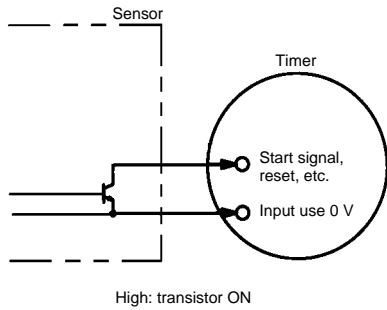 Sensor
Timer
Start signal,
reset, etc.
Input use 0 V
High: transistor ON